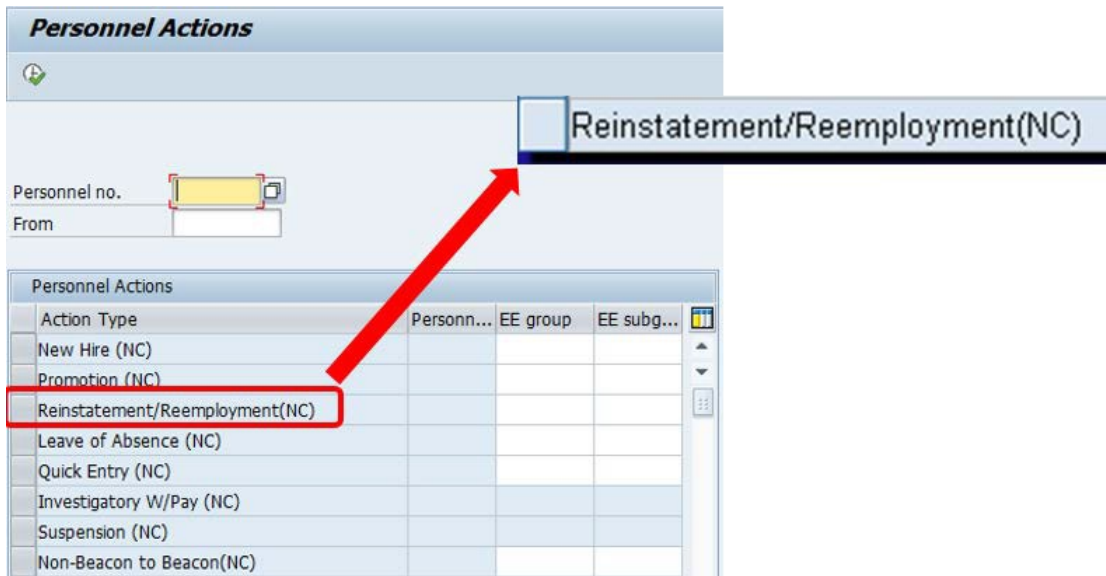 Personnel Actions
Reinstatement/Reemployment(NC)
Personnel no.
From
Personnel Actions
Action Type Personn... EE group EE subg...
New Hire (NC)
Promotion (NC)
Reinstatement/Reemployment(NC)
Leave of Absence (NC)
Quick Entry (NC)
Investigatory W/Pay (NC)
Suspension (NC)
Non-Beacon to Beacon(NC)